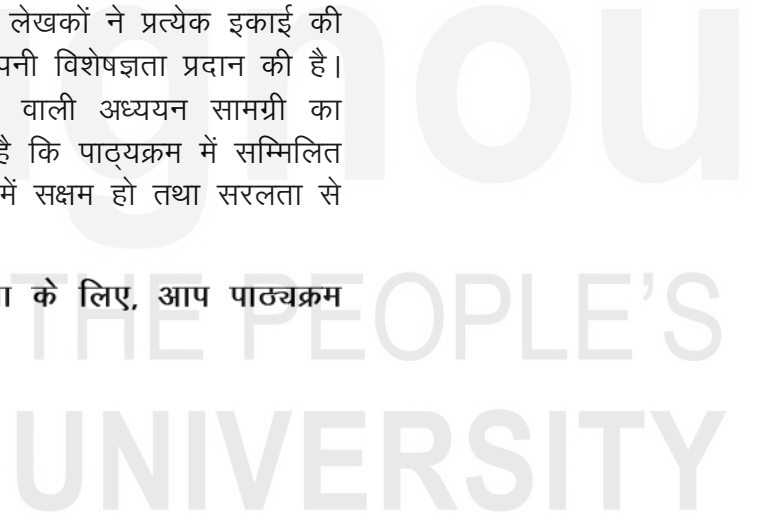 लेखकों ने प्रत्येक इकाई की
विशेषज्ञता प्रदान की है।
वाली अध्ययन सामग्री का
कि पाठ्यक्रम में सम्मिलित
में सक्षम हो तथा सरलता से
के लिए, आप पाठ्यक्रम
gnou
THE PEOPLE'S
UNIVERSITY